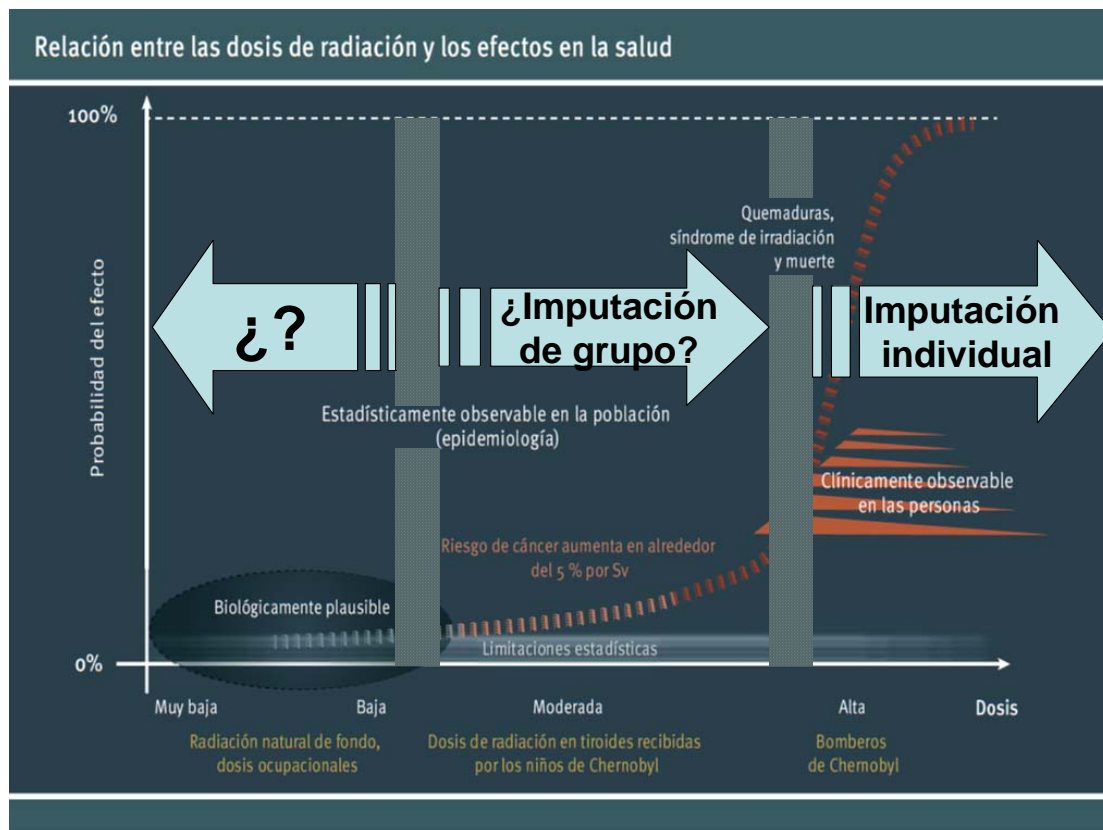 Relación entre las dosis de radiación y los efectos en la salud
100%
Quemaduras,
síndrome de irradiación
y muerte
Probabilidad del efecto
¿?
¿Imputación
de grupo?
Imputación
individual
Estadísticamente observable en la población
(epidemiología)
Clínicamente observable
en las personas
Riesgo de cáncer aumenta en alrededor
del 5 % por Sv
Biológicamente plausible
Limitaciones estadísticas
0%
Muy baja
Baja
Moderada
Alta
Dosis
Radiación natural de fondo,
dosis ocupacionales
Dosis de radiación en tiroides recibidas
por los niños de Chernobyl
Bomberos
de Chernobyl